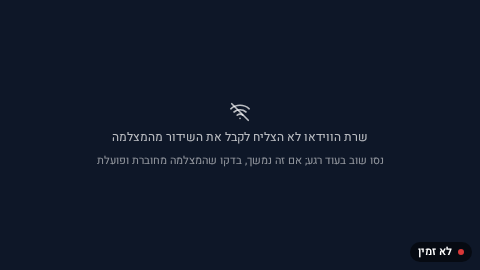 שרת הווידאו לא הצליח לקבל את השידור מהמצלמה
נסו שוב בעוד רגע; אם זה נמשך, בדקו שהמצלמה מחוברת ופועלת
לא זמין